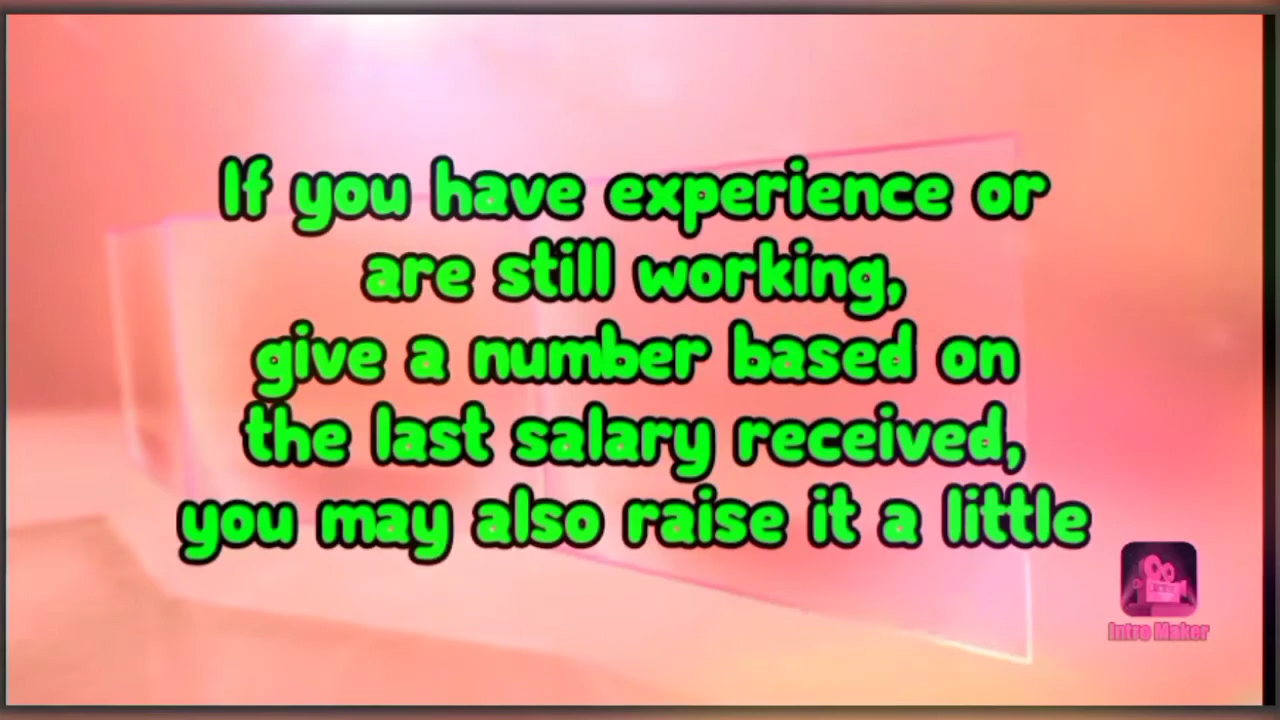 If you have experience or
are still working,
give a number based on
the last salary received,
you may also raise it a little
Intro Maker